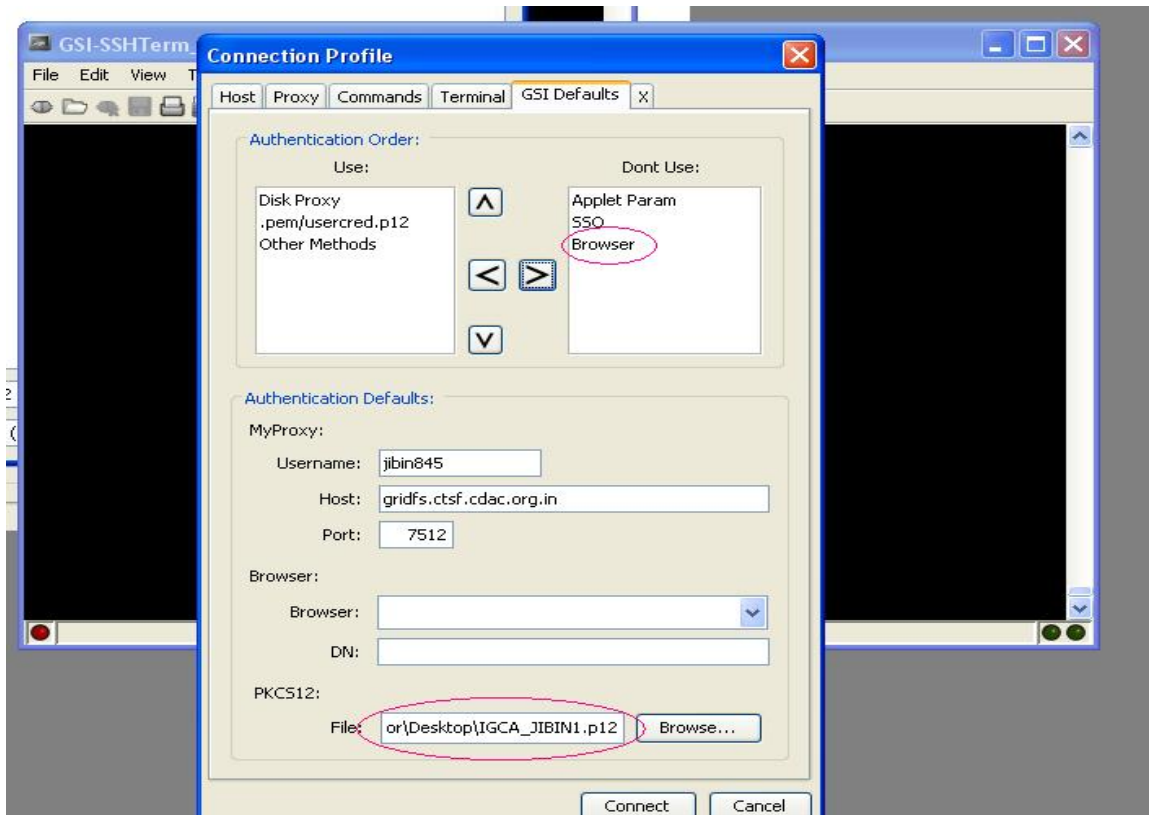 GSI-SSHTerm_
Connection Profile
File Edit View T
Host Proxy Commands Terminal GSI Defaults X
Authentication Order:
Use: Dont Use:
Disk Proxy Applet Param
.pem/usercred.p12 SSO
Other Methods Browser
Authentication Defaults:
MyProxy:
Username: jibin845
Host: gridfs.ctsf.cdac.org.in
Port: 7512
Browser:
Browser:
DN:
PKCS12:
File: or\Desktop\IGCA_JIBIN1.p12 Browse...
Connect Cancel